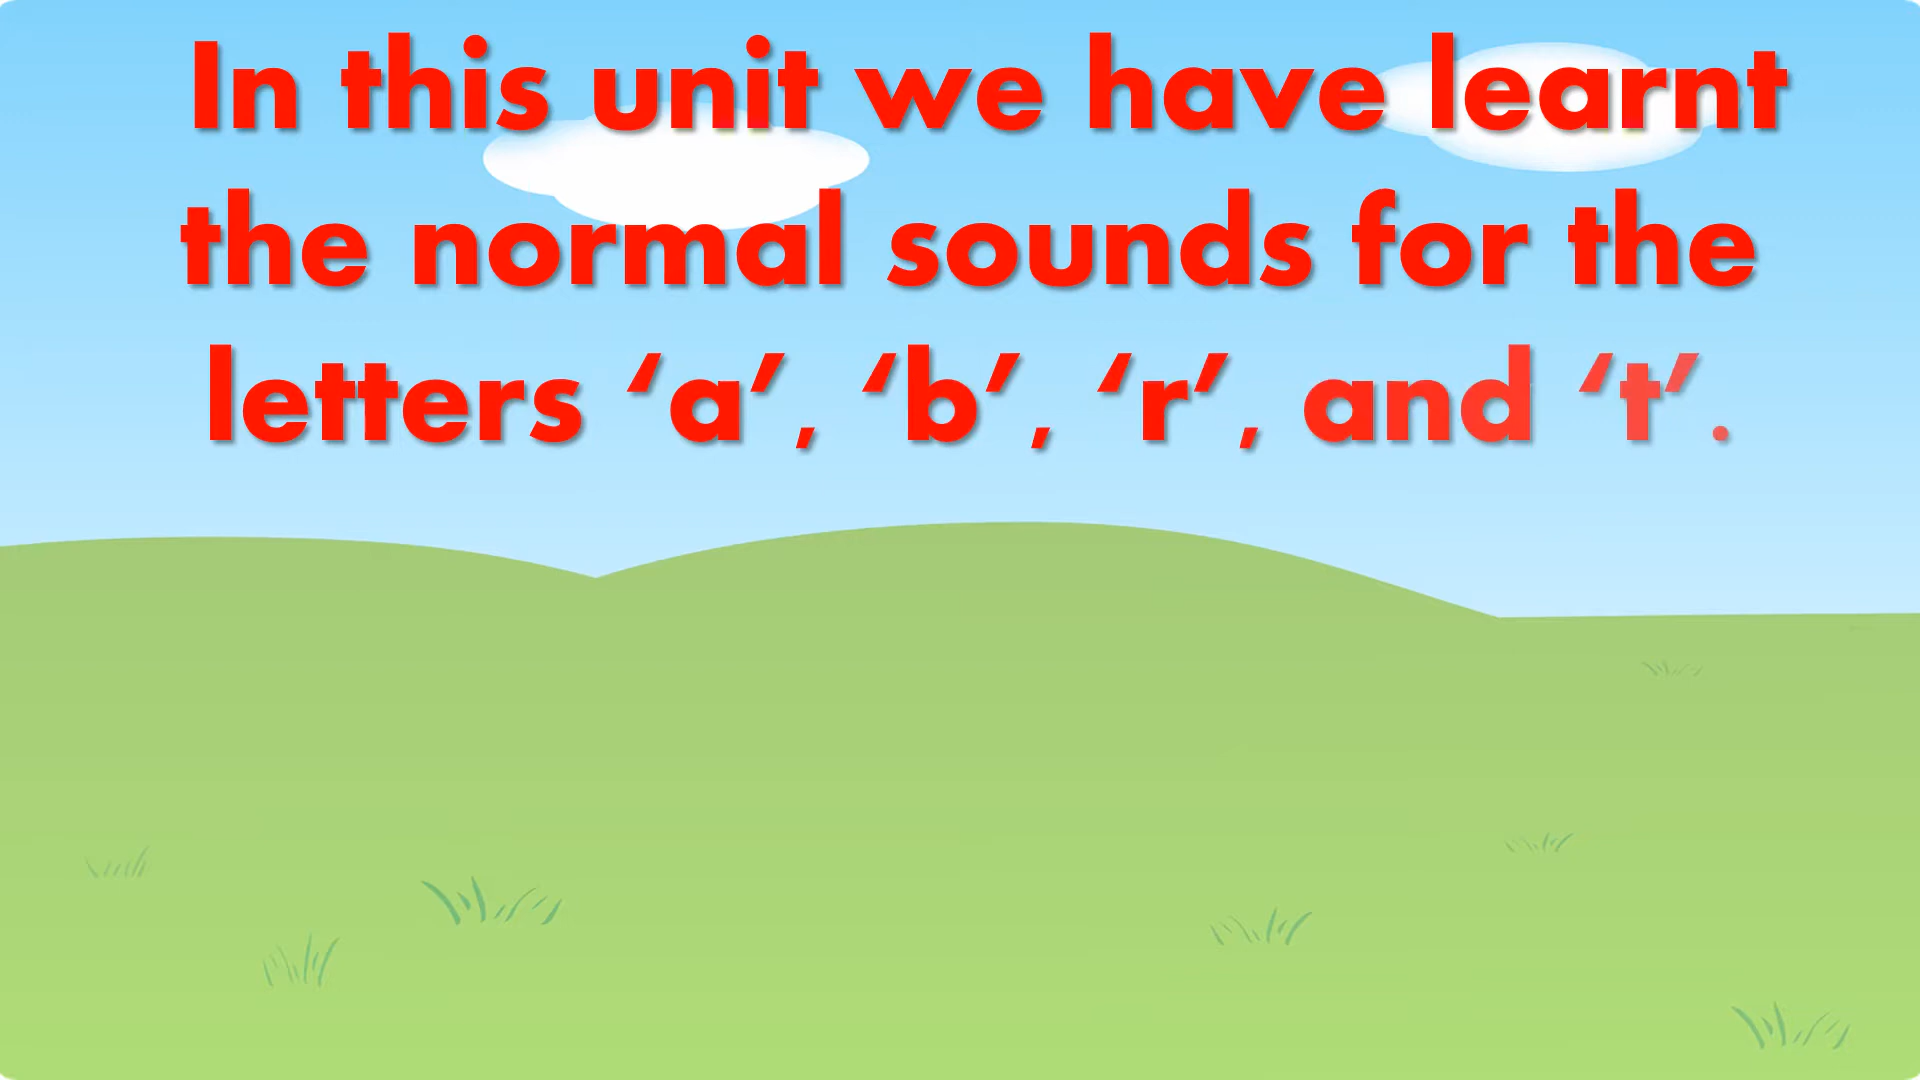 In this unit we have learnt
the normal sounds for the
letters ‘a’, ‘b’, ‘r’, and ‘t’.